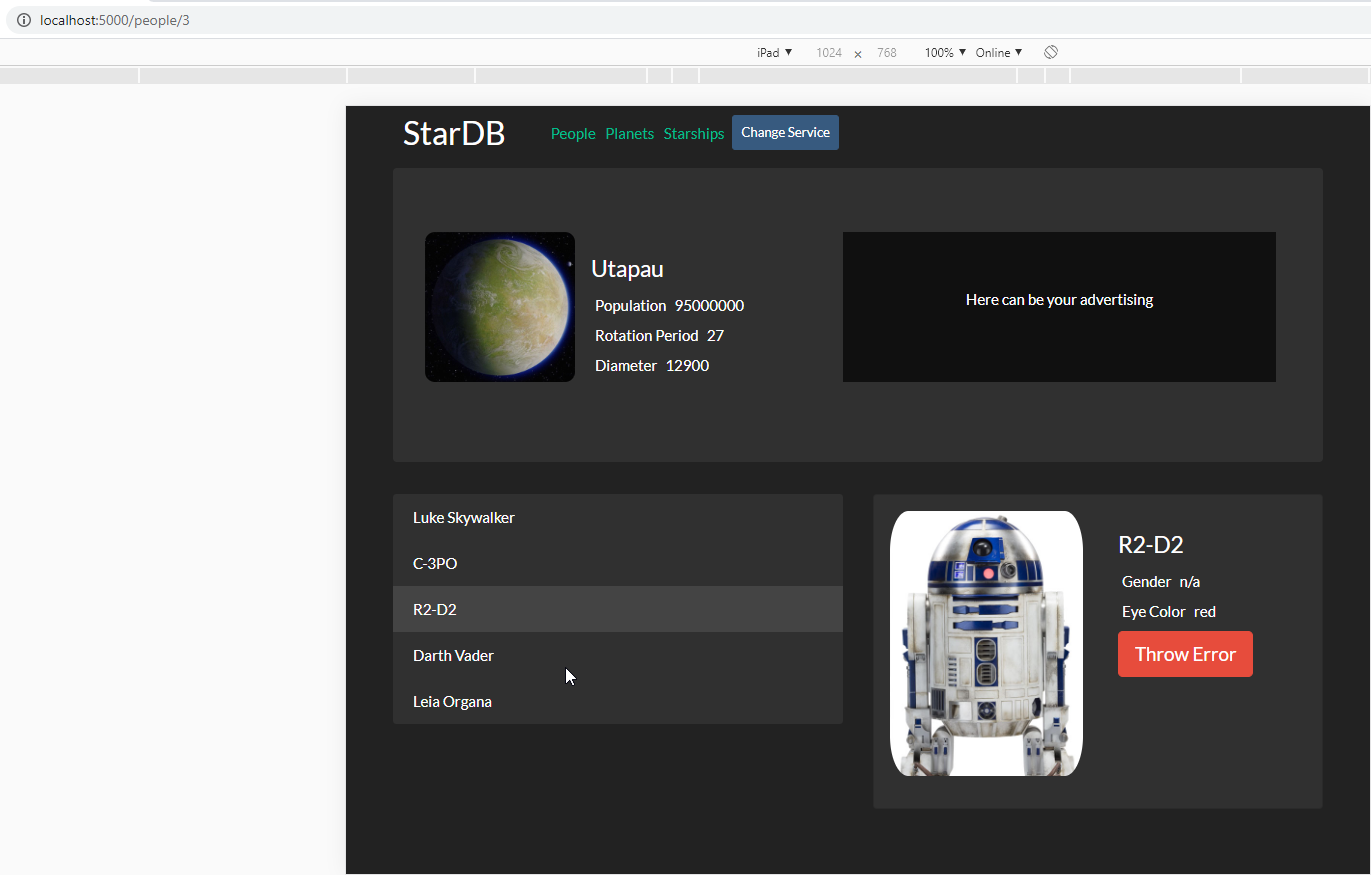 localhost:5000/people/3
iPad ▼ 1024 × 768 100% ▼ Online ▼
StarDB People Planets Starships Change Service
Utapau
Population 95000000
Rotation Period 27
Diameter 12900
Here can be your advertising
Luke Skywalker
C-3PO
R2-D2
Darth Vader
Leia Organa
R2-D2
Gender n/a
Eye Color red
Throw Error